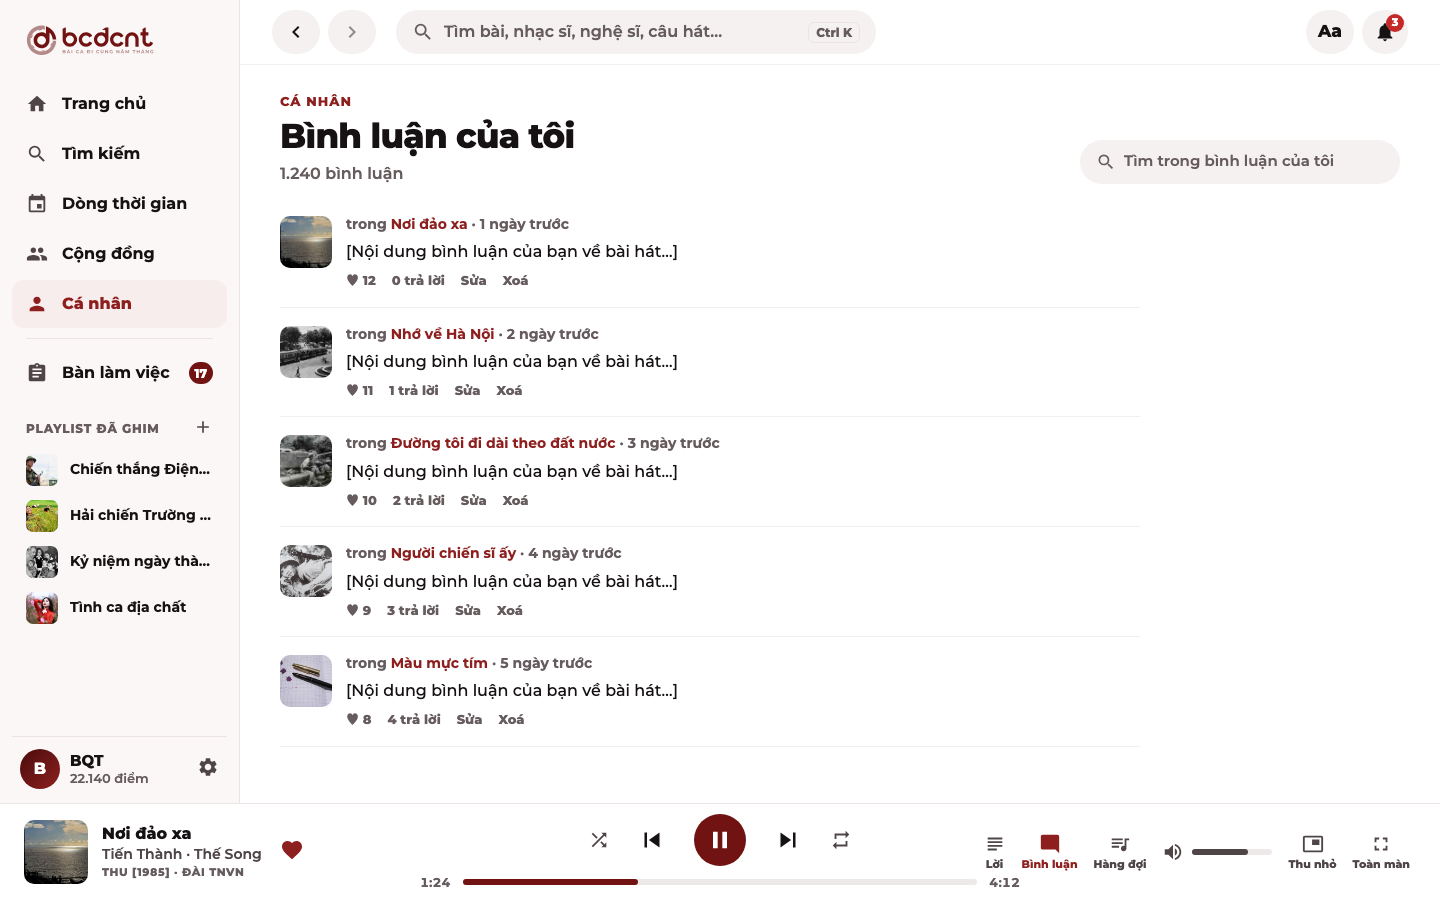 bcdcnt
BÀI CA ĐI CÙNG NĂM THÁNG
Trang chủ
Tìm kiếm
Dòng thời gian
Cộng đồng
Cá nhân
Bàn làm việc
17
PLAYLIST ĐÃ GHIM
Chiến thắng Điện...
Hải chiến Trường ...
Kỷ niệm ngày thà...
Tình ca địa chất
B
BQT
22.140 điểm
Tìm bài, nhạc sĩ, nghệ sĩ, câu hát...
Ctrl K
Aa
3
CÁ NHÂN
Bình luận của tôi
1.240 bình luận
Tìm trong bình luận của tôi
trong Nơi đảo xa · 1 ngày trước
[Nội dung bình luận của bạn về bài hát...]
12 0 trả lời Sửa Xoá
trong Nhớ về Hà Nội · 2 ngày trước
[Nội dung bình luận của bạn về bài hát...]
11 1 trả lời Sửa Xoá
trong Đường tôi đi dài theo đất nước · 3 ngày trước
[Nội dung bình luận của bạn về bài hát...]
10 2 trả lời Sửa Xoá
trong Người chiến sĩ ấy · 4 ngày trước
[Nội dung bình luận của bạn về bài hát...]
9 3 trả lời Sửa Xoá
trong Màu mực tím · 5 ngày trước
[Nội dung bình luận của bạn về bài hát...]
8 4 trả lời Sửa Xoá
Nơi đảo xa
Tiến Thành · Thế Song
THU [1985] · ĐÀI TNVN
1:24
4:12
Lời
Bình luận
Hàng đợi
Thu nhỏ
Toàn màn